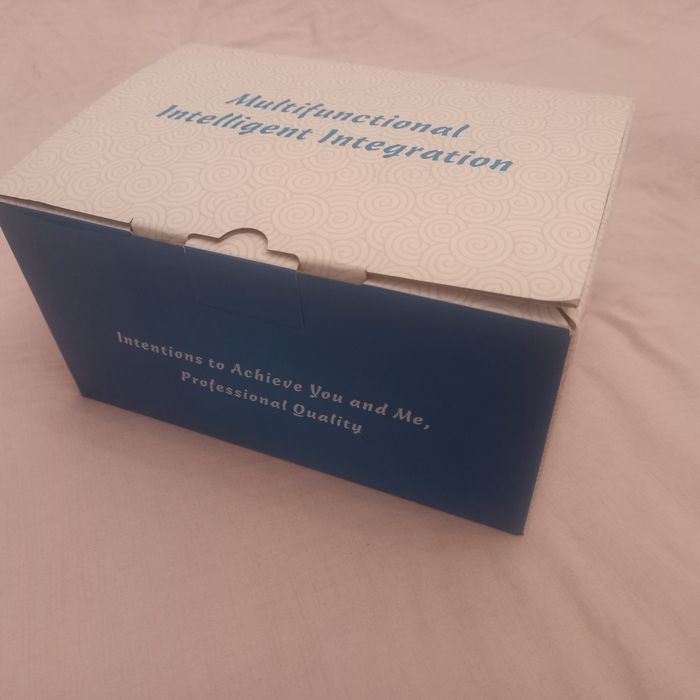 Multifunctional
Intelligent Integration
Intentions to Achieve You and Me,
Professional Quality